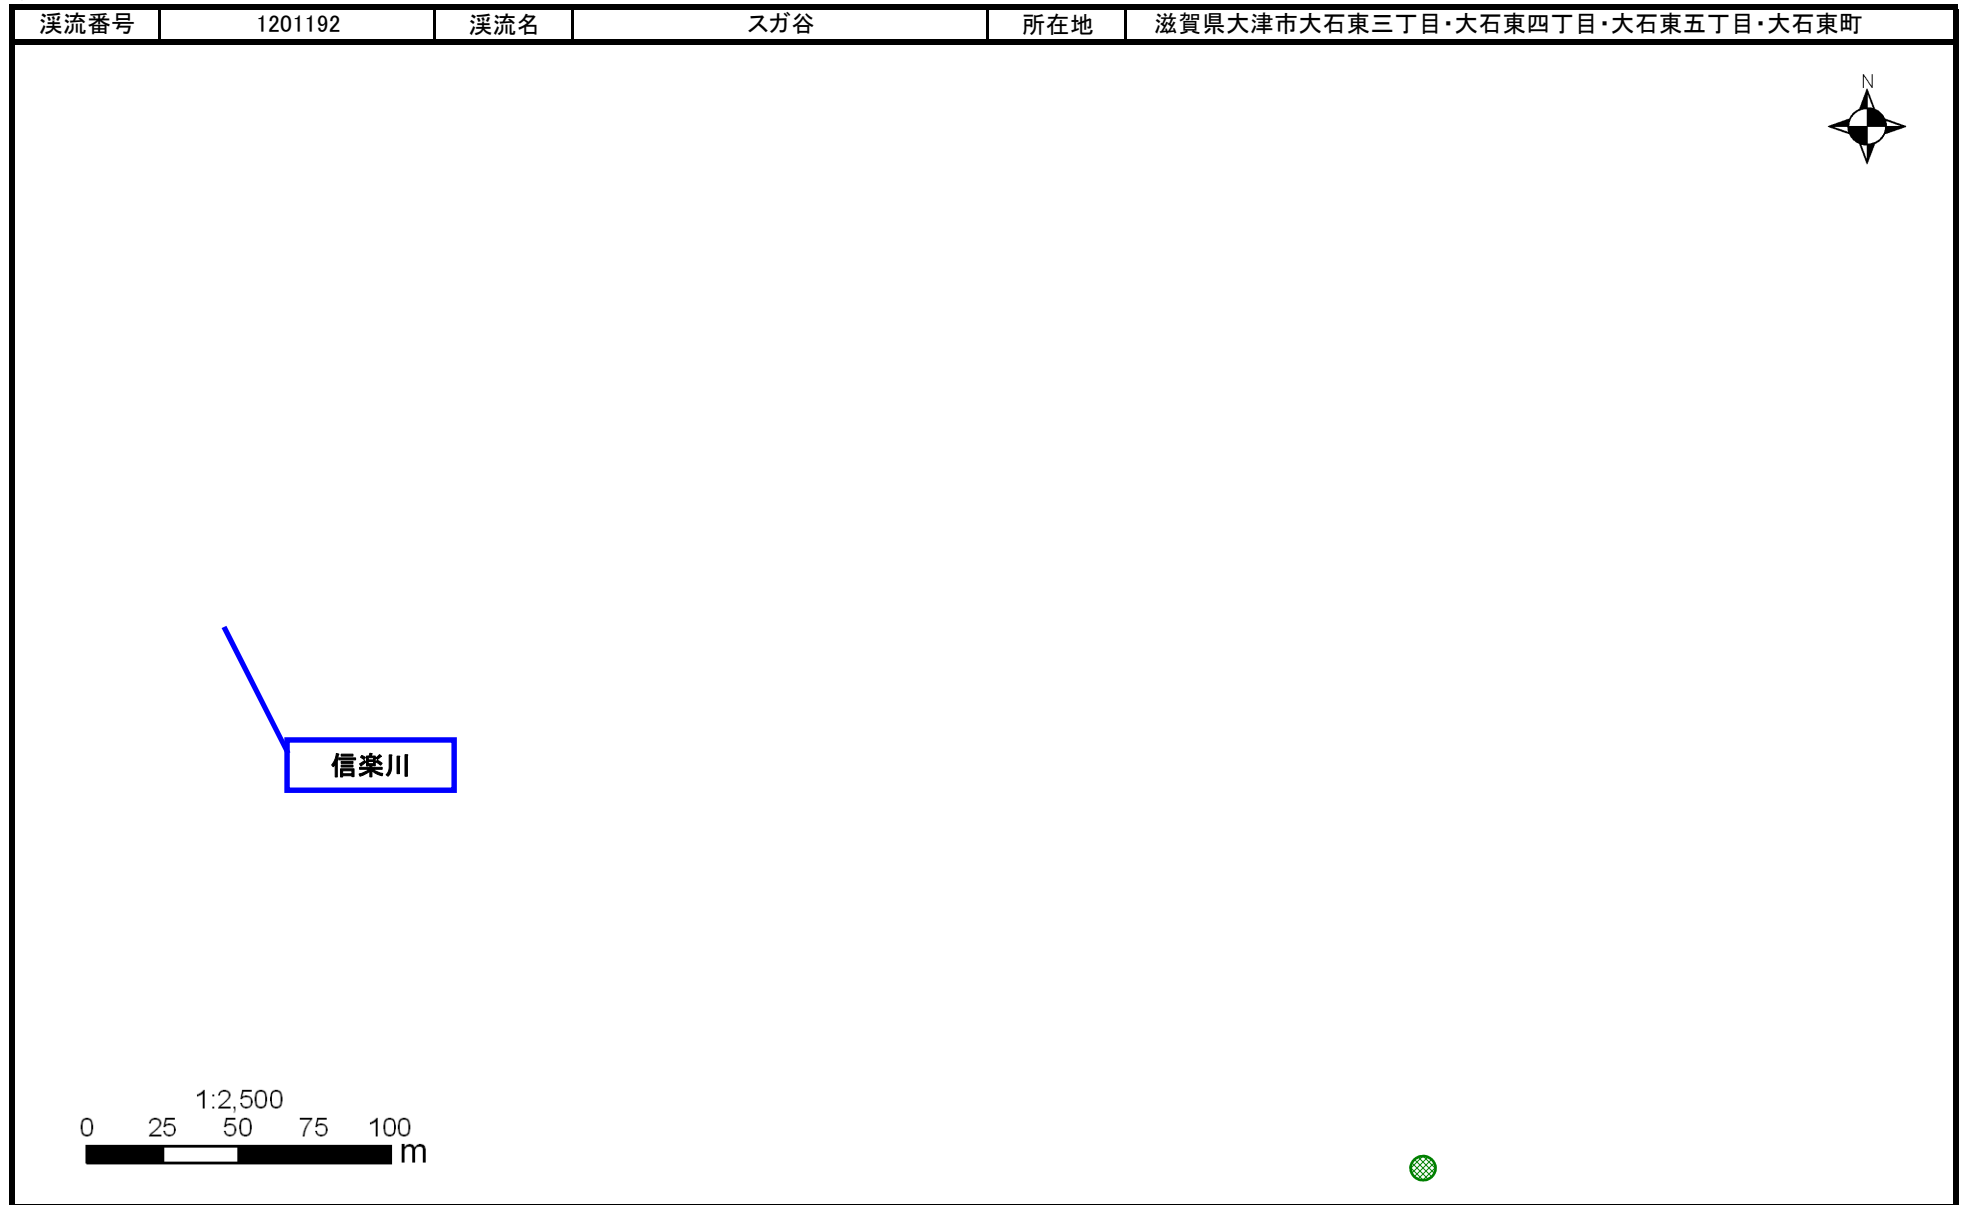 渓流番号 1201192 渓流名 スガ谷 所在地 滋賀県大津市大石東三丁目・大石東四丁目・大石東五丁目・大石東町
N
信楽川
1:2,500
0 25 50 75 100
m